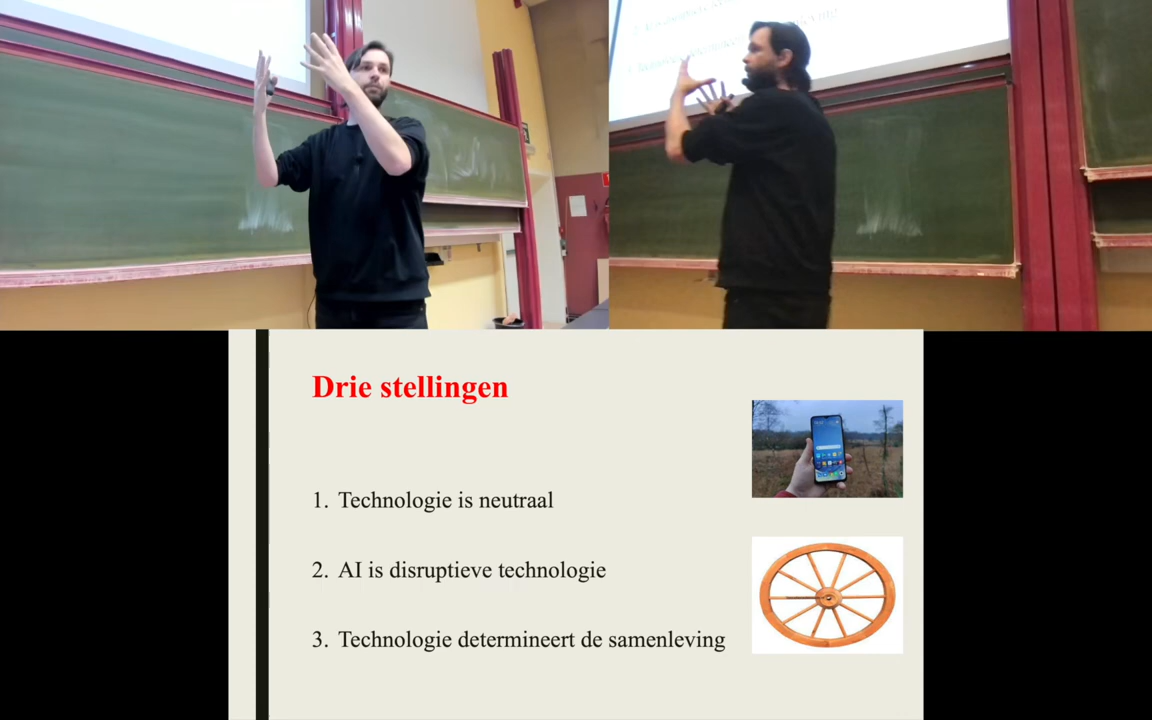 Drie stellingen
1. Technologie is neutraal
2. AI is disruptieve technologie
3. Technologie determineert de samenleving